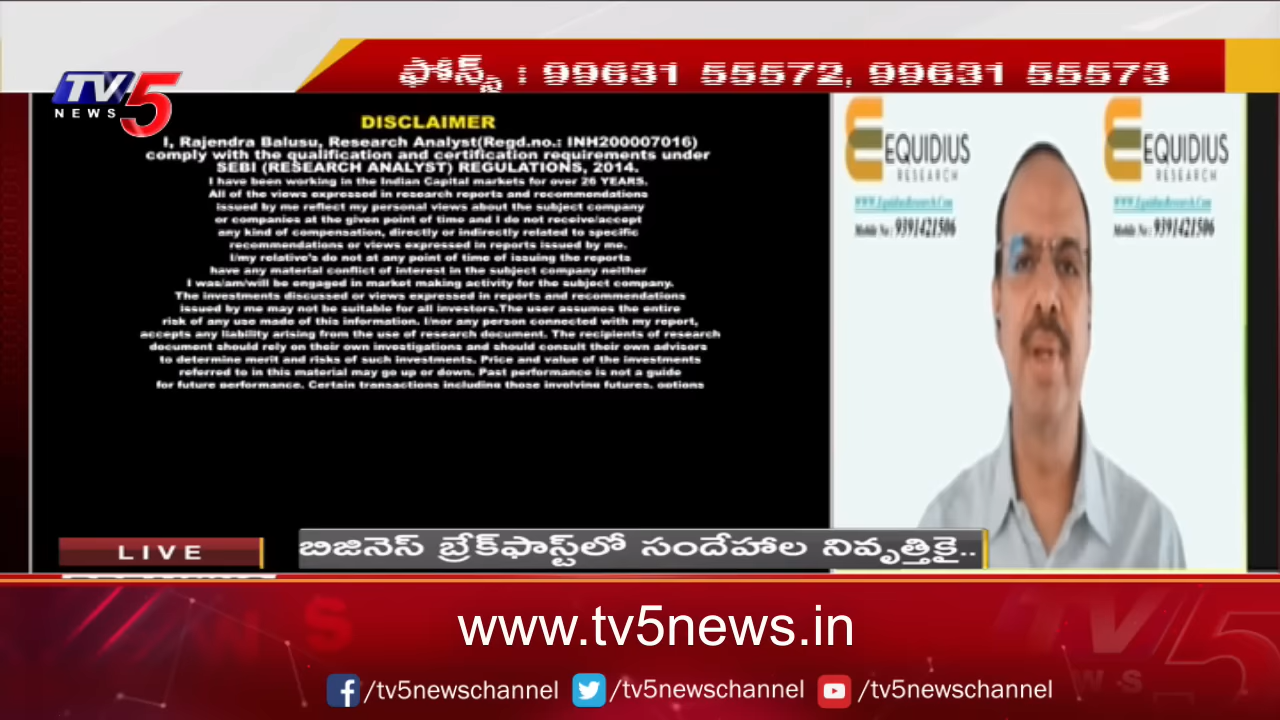 ఫోన్స్ : 99631 55572, 99631 55573
TV5
NEWS
DISCLAIMER
I, Rajendra Balusu, Research Analyst(Regd.no.: INH200007016)
comply with the qualification and certification requirements under
SEBI (RESEARCH ANALYST) REGULATIONS, 2014.
I have been working in the Indian Capital markets for over 26 YEARS.
All of the views expressed in research reports and recommendations
issued by me reflect my personal views about the subject company
or companies at the given point of time and I do not receive/accept
any kind of compensation, directly or indirectly related to specific
recommendations or views expressed in reports issued by me.
I/my relative's do not at any point of time of issuing the reports
have any material conflict of interest in the subject company neither
I was/am/will be engaged in market making activity for the subject company.
The investments discussed or views expressed in reports and recommendations
issued by me may not be suitable for all investors.The user assumes the entire
risk of any use made of this information. I/nor any person connected with my report,
accepts any liability arising from the use of research document. The recipients of research
document should rely on their own investigations and should consult their own advisors
to determine merit and risks of such investments. Price and value of the investments
referred to in this material may go up or down. Past performance is not a guide
for future performance. Certain transactions including those involving futures, options
EQUIDIUS
RESEARCH
www.EquidiusResearch.Com
Mobile No : 9391421506
EQUIDIUS
RESEARCH
www.EquidiusResearch.Com
Mobile No : 9391421506
LIVE
బిజినెస్ బ్రేక్‌ఫాస్ట్‌లో సందేహాల నివృత్తికై..
www.tv5news.in
/tv5newschannel
/tv5newschannel
/tv5newschannel